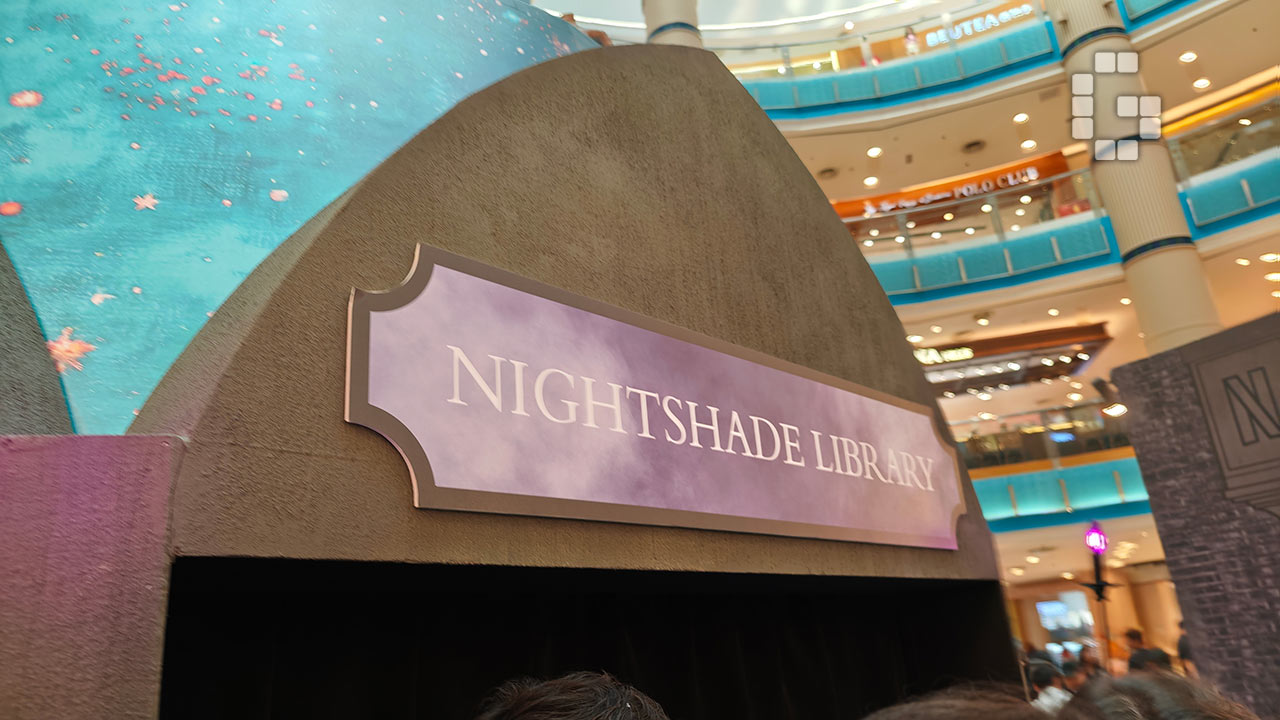 BEUTEA
POLO CLUB
NIGHTSHADE LIBRARY
N
G